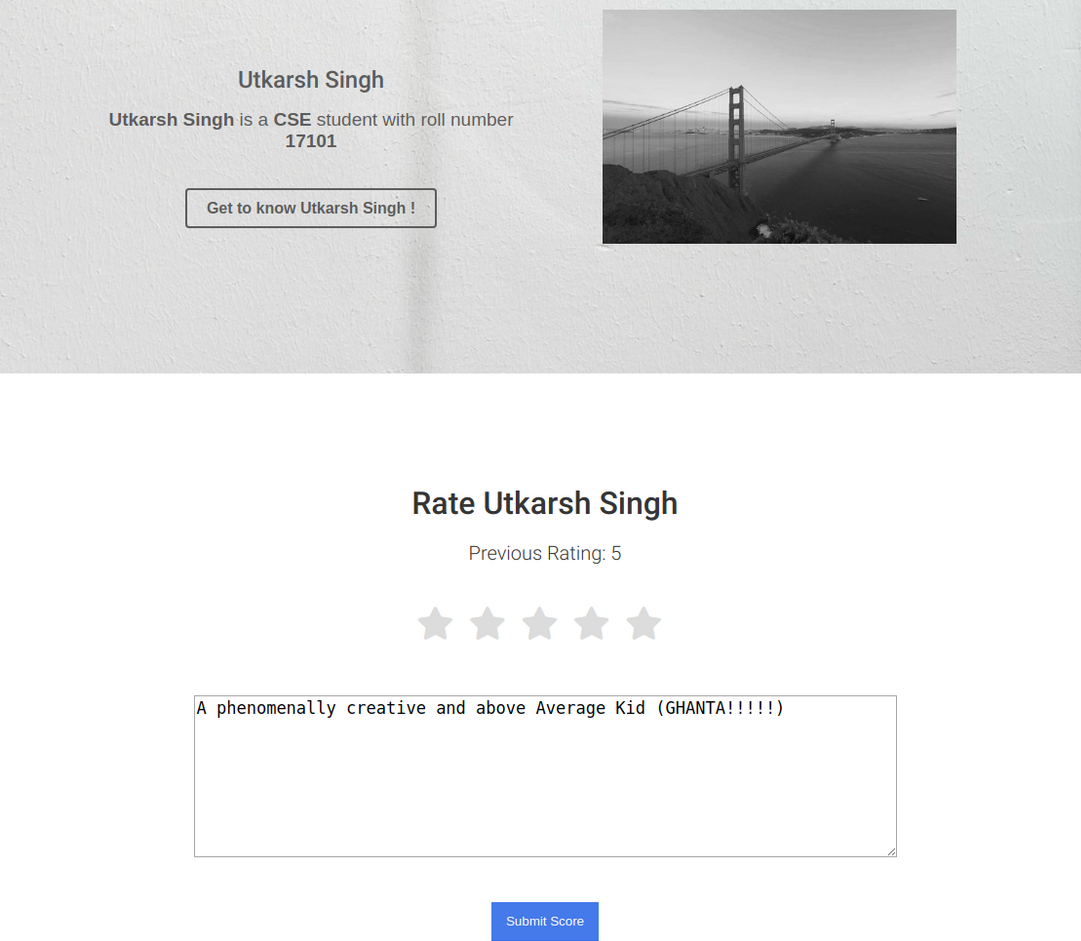 Utkarsh Singh
Utkarsh Singh is a CSE student with roll number
17101
Get to know Utkarsh Singh !
Rate Utkarsh Singh
Previous Rating: 5
A phenomenally creative and above Average Kid (GHANTA!!!!!)
Submit Score